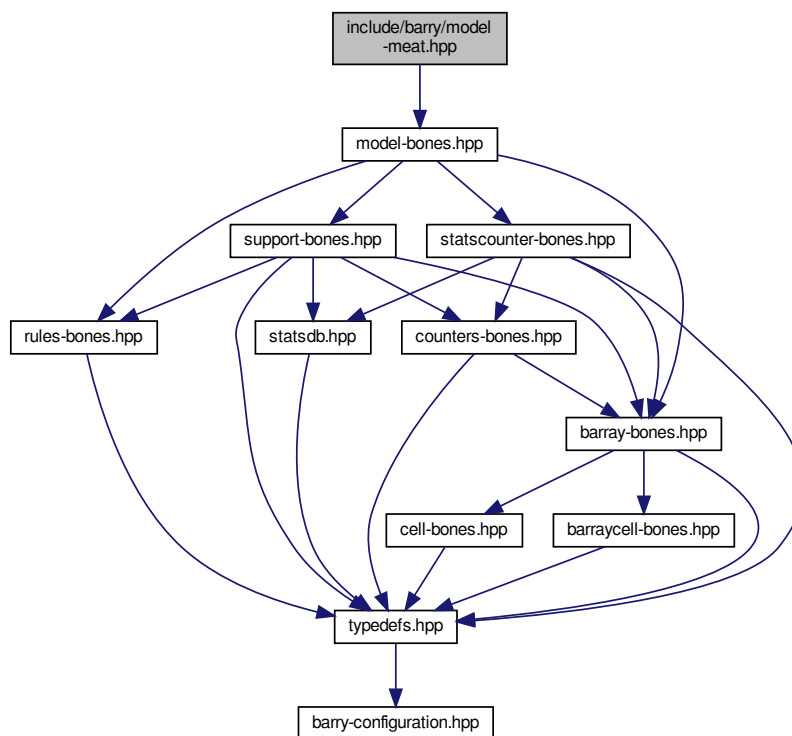 include/barry/model
-meat.hpp
model-bones.hpp
support-bones.hpp
statscounter-bones.hpp
rules-bones.hpp
statsdb.hpp
counters-bones.hpp
barray-bones.hpp
cell-bones.hpp
barraycell-bones.hpp
typedefs.hpp
barry-configuration.hpp